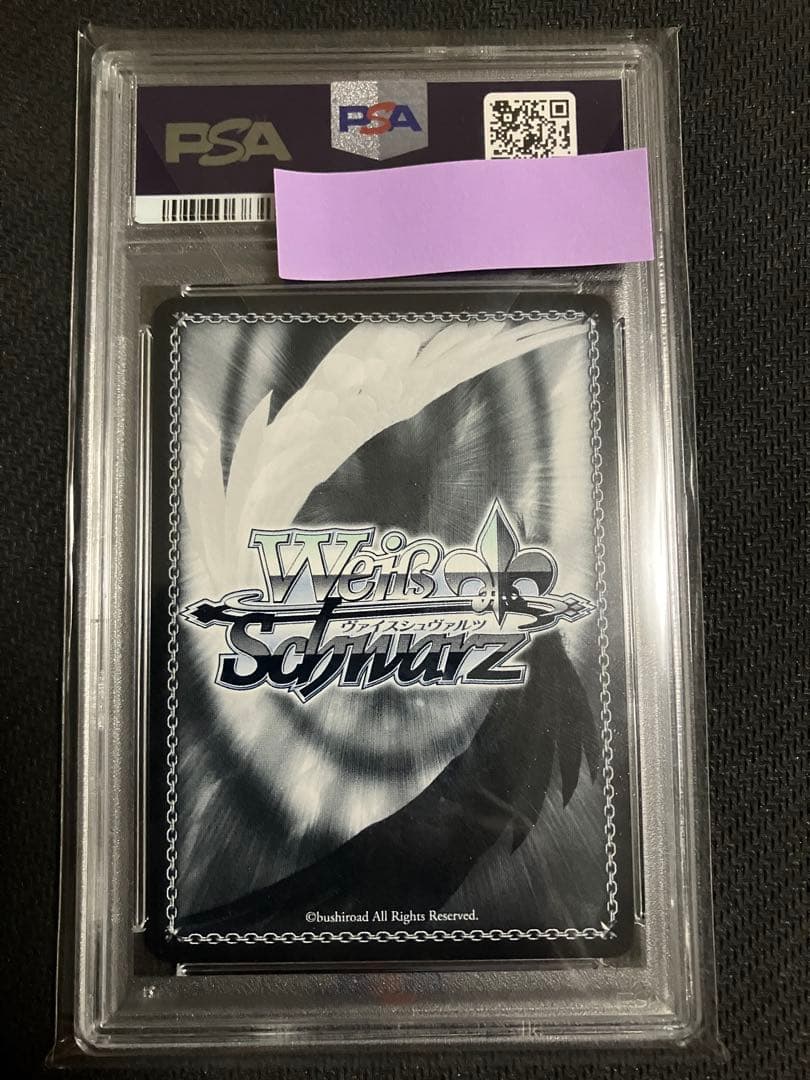 PSA
PSA
Weiß
ヴァイスシュヴァルツ
Schwarz
©bushiroad All Rights Reserved.